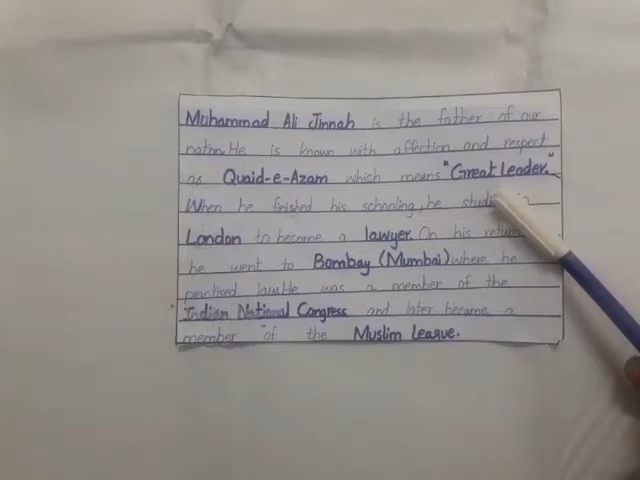 Muhammad Ali Jinnah is the father of our
nation. He is known with affection and respect
as Quaid-e-Azam which means "Great Leader."
When he finished his schooling, he studi in
London to become a lawyer. On his return
he went to Bombay (Mumbai) where he
practised law. He was a member of the
Indian National Congress and later became a
member of the Muslim League.